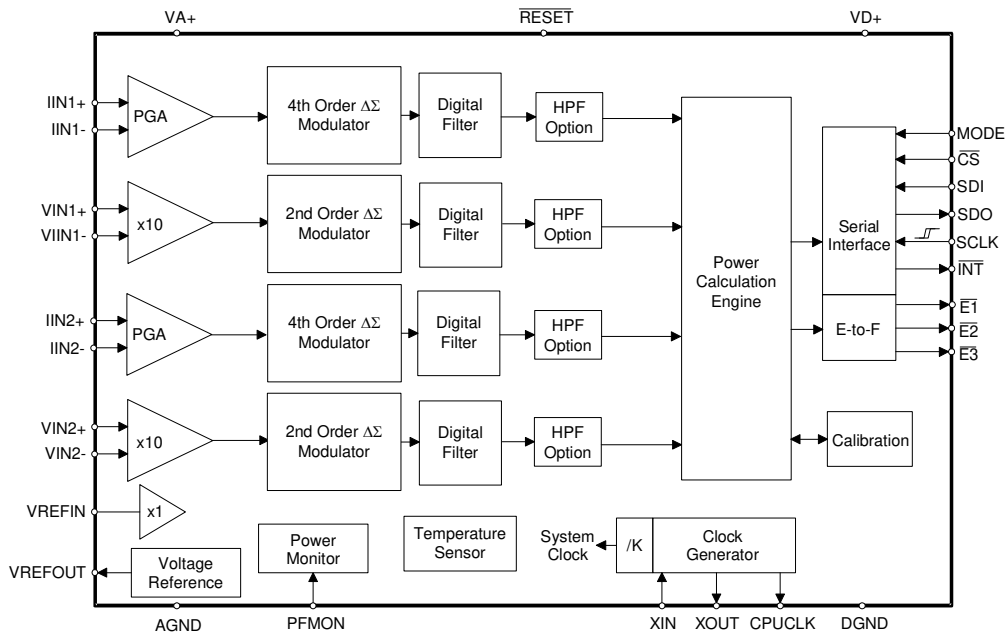 VA+
RESET
VD+
IIN1+
IIN1-
PGA
4th Order ΔΣ
Modulator
Digital
Filter
HPF
Option
VIN1+
VIIN1-
x10
2nd Order ΔΣ
Modulator
Digital
Filter
HPF
Option
IIN2+
IIN2-
PGA
4th Order ΔΣ
Modulator
Digital
Filter
HPF
Option
VIN2+
VIN2-
x10
2nd Order ΔΣ
Modulator
Digital
Filter
HPF
Option
Power
Calculation
Engine
Serial
Interface
E-to-F
Calibration
MODE
CS
SDI
SDO
SCLK
INT
E1
E2
E3
VREFIN
x1
VREFOUT
Voltage
Reference
Power
Monitor
Temperature
Sensor
System
Clock
/K
Clock
Generator
AGND
PFMON
XIN
XOUT
CPUCLK
DGND